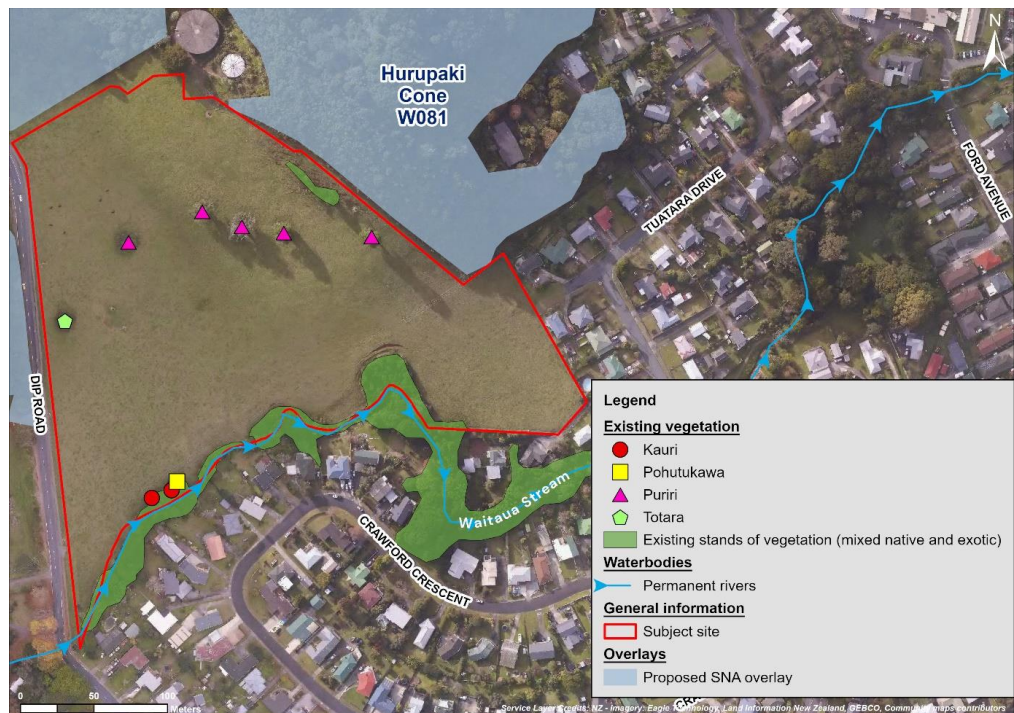 N
Hurupaki
Cone
W081
TUATARA DRIVE
FORD AVENUE
DIP ROAD
CRAWFORD CRESCENT
Waitaua Stream
Legend
Existing vegetation
Kauri
Pohutukawa
Puriri
Totara
Existing stands of vegetation (mixed native and exotic)
Waterbodies
Permanent rivers
General information
Subject site
Overlays
Proposed SNA overlay
0 50 100
Meters
Service Layer Credits: NZ - Imagery: Eagle Technology, Land Information New Zealand, GEBCO, Community maps contributors